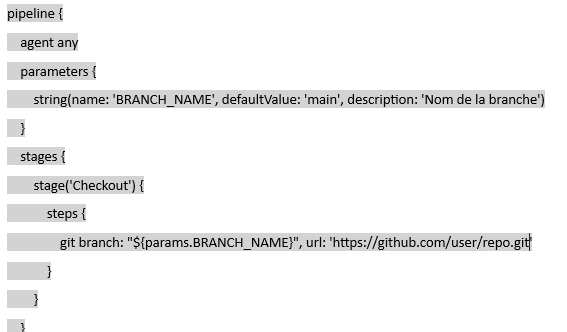 pipeline {
    agent any
    parameters {
        string(name: 'BRANCH_NAME', defaultValue: 'main', description: 'Nom de la branche')
    }
    stages {
        stage('Checkout') {
            steps {
                git branch: "${params.BRANCH_NAME}", url: 'https://github.com/user/repo.git'
            }
        }
    }